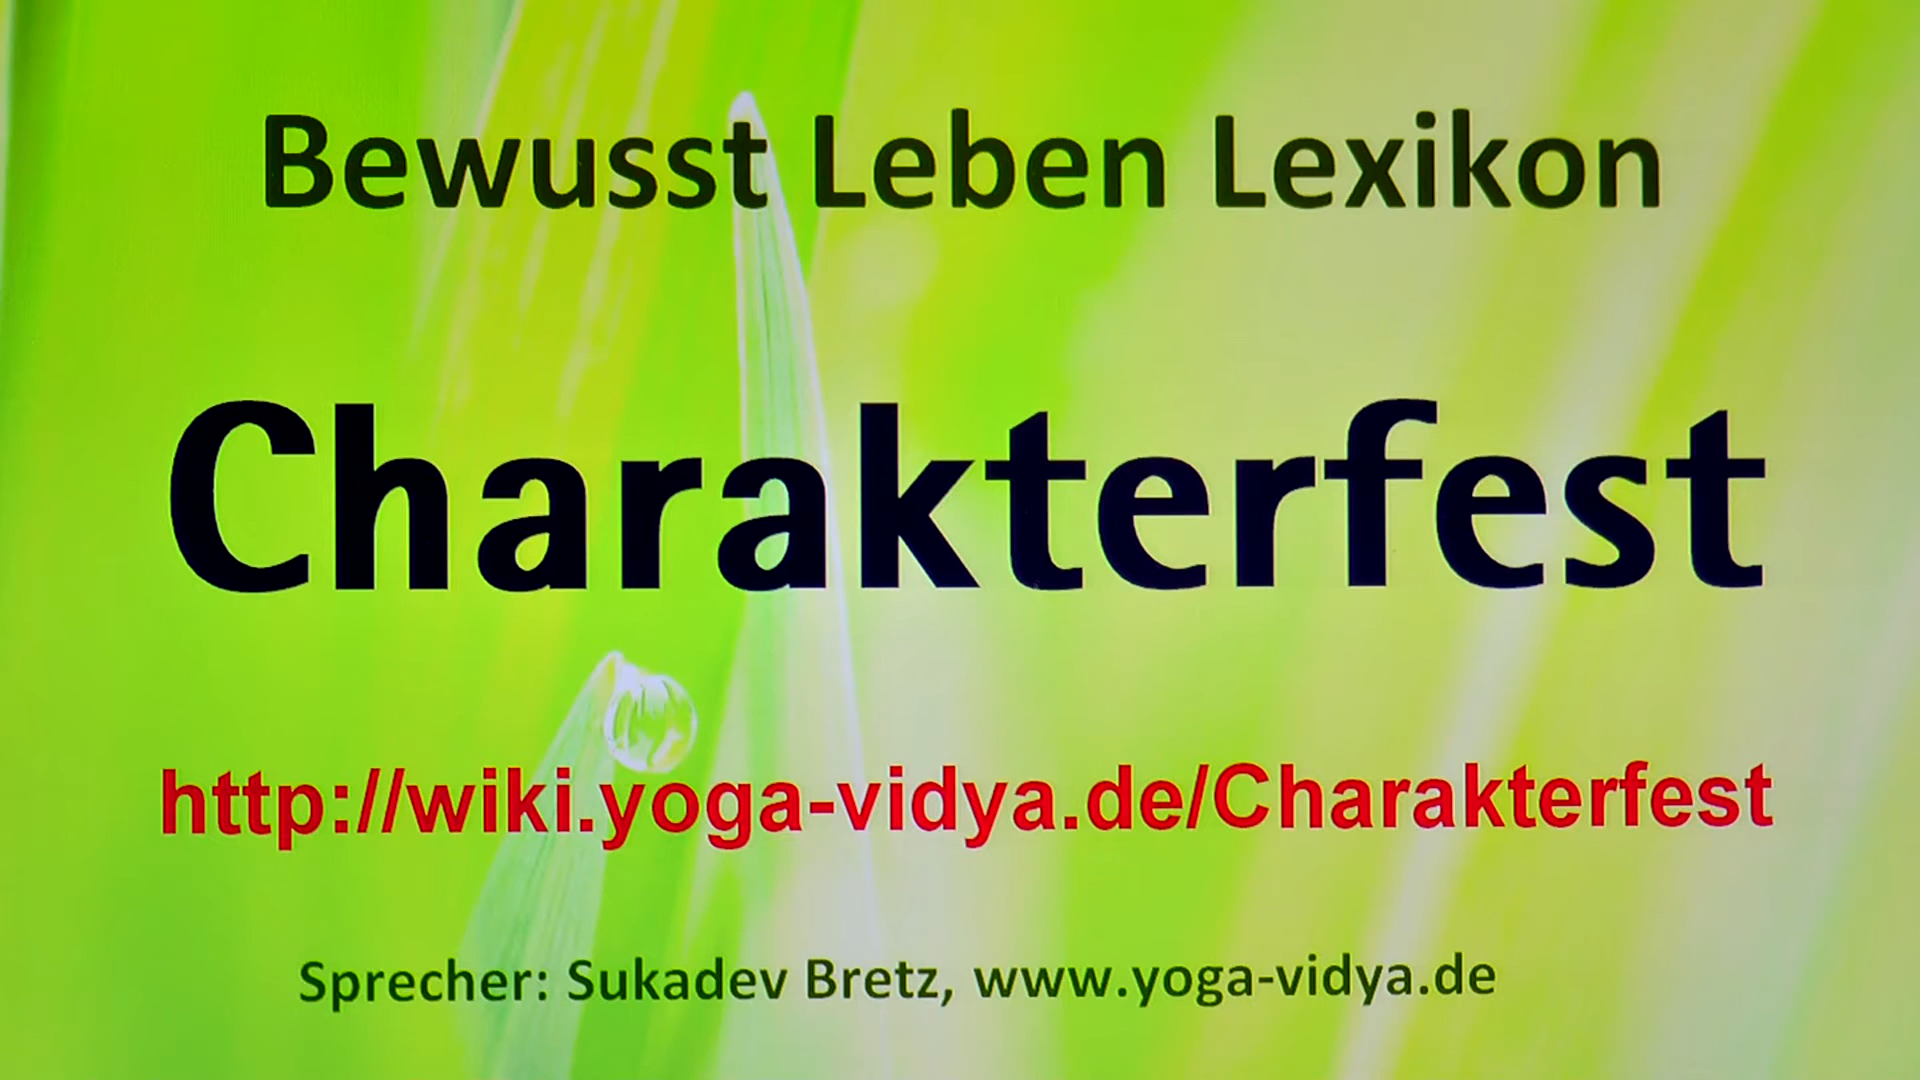 Bewusst Leben Lexikon
Charakterfest
http://wiki.yoga-vidya.de/Charakterfest
Sprecher: Sukadev Bretz, www.yoga-vidya.de